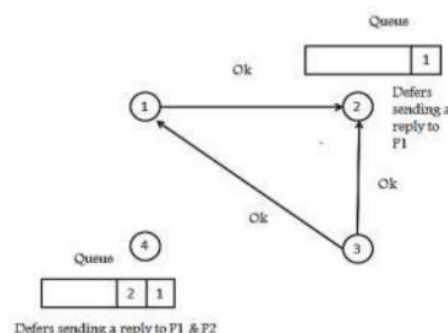 Queue
1
Ok
Defers
sending a
reply to
P1
1
2
Ok
Ok
4
3
Queue
2 1
Defers sending a reply to P1 & P2